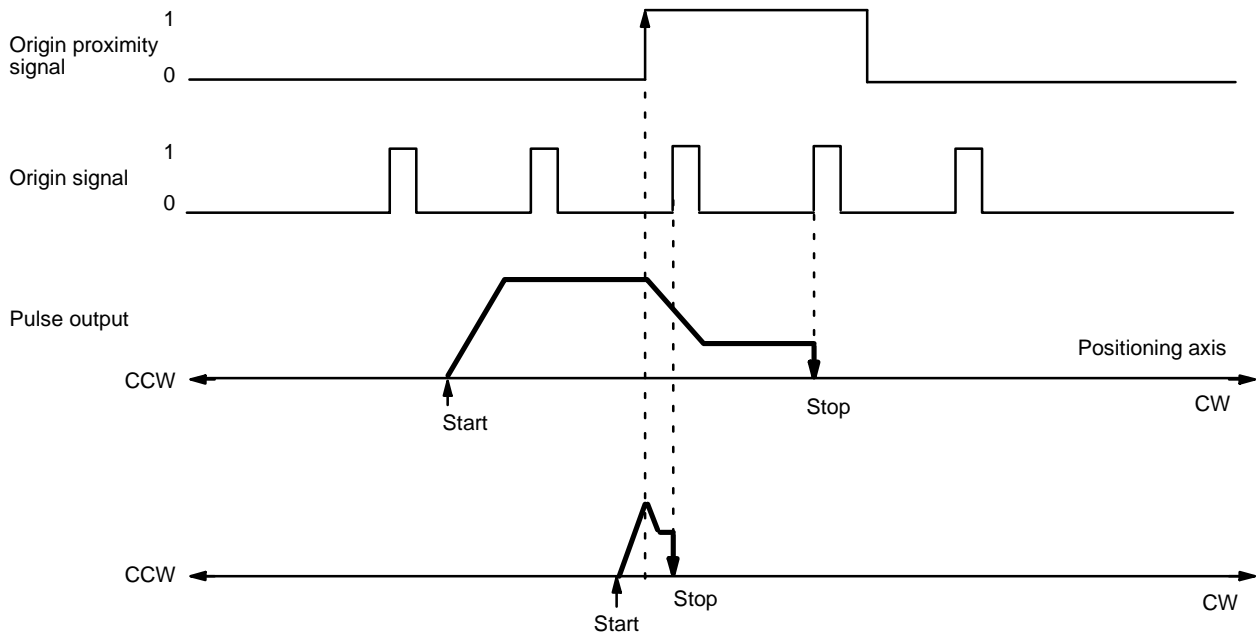 1
Origin proximity
signal
0
1
Origin signal
0
Pulse output
Positioning axis
CCW
CW
Start
Stop
CCW
CW
Start
Stop